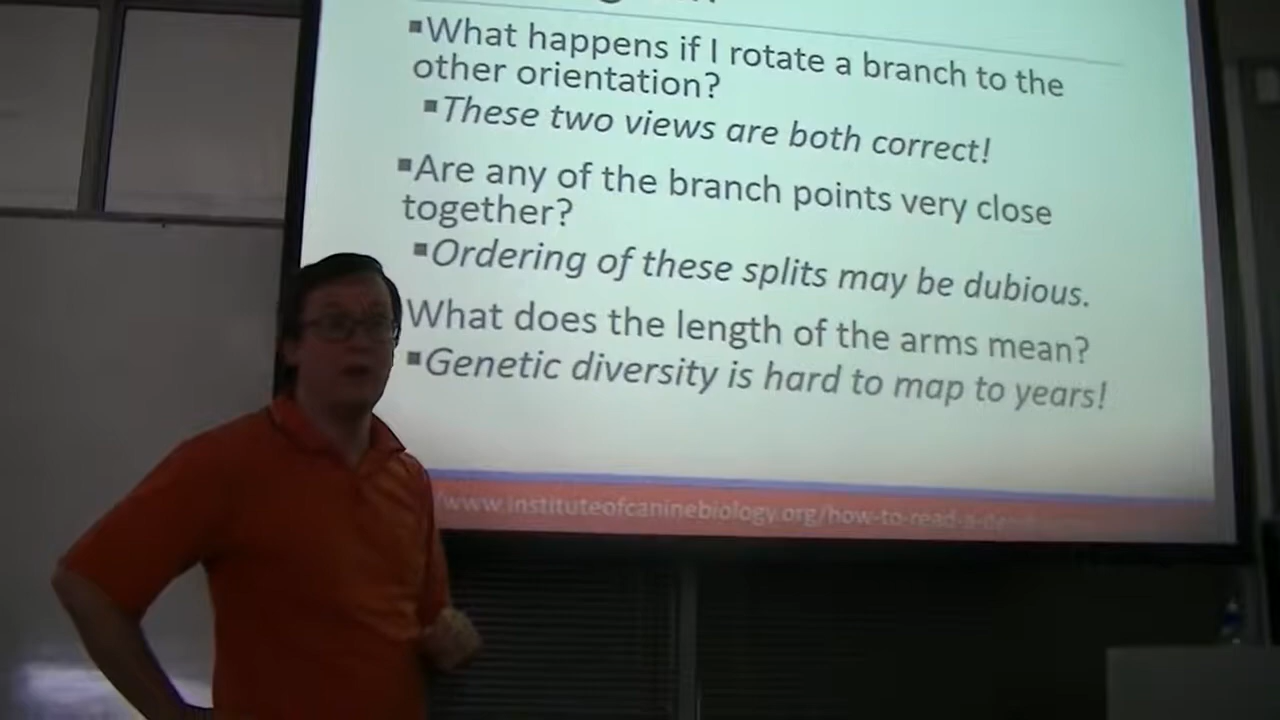 ▪What happens if I rotate a branch to the
other orientation?
▪These two views are both correct!
▪Are any of the branch points very close
together?
▪Ordering of these splits may be dubious.
What does the length of the arms mean?
▪Genetic diversity is hard to map to years!
/www.instituteofcaninebiology.org/how-to-read-a-